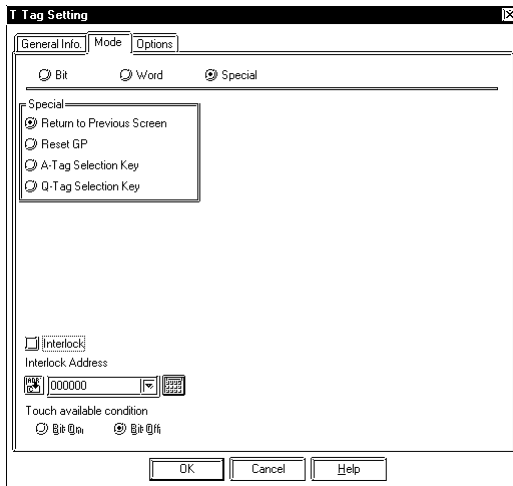 T Tag Setting
General Info. Mode Options
Bit Word Special
Special
Return to Previous Screen
Reset GP
A-Tag Selection Key
Q-Tag Selection Key
Interlock
Interlock Address
ADR 000000
Touch available condition
Bit On Bit Off
OK Cancel Help